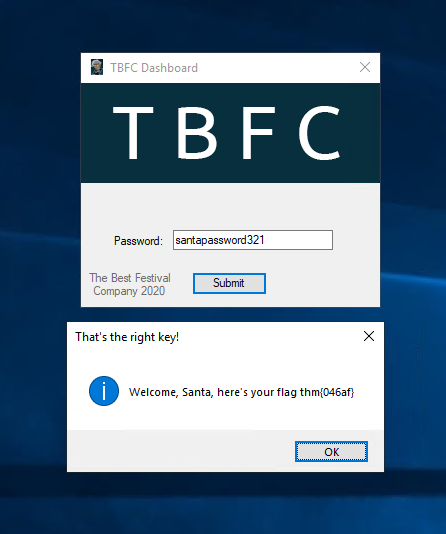 TBFC Dashboard
T B F C
Password: santapassword321
The Best Festival
Company 2020
Submit
That's the right key!
Welcome, Santa, here's your flag thm{046af}
OK